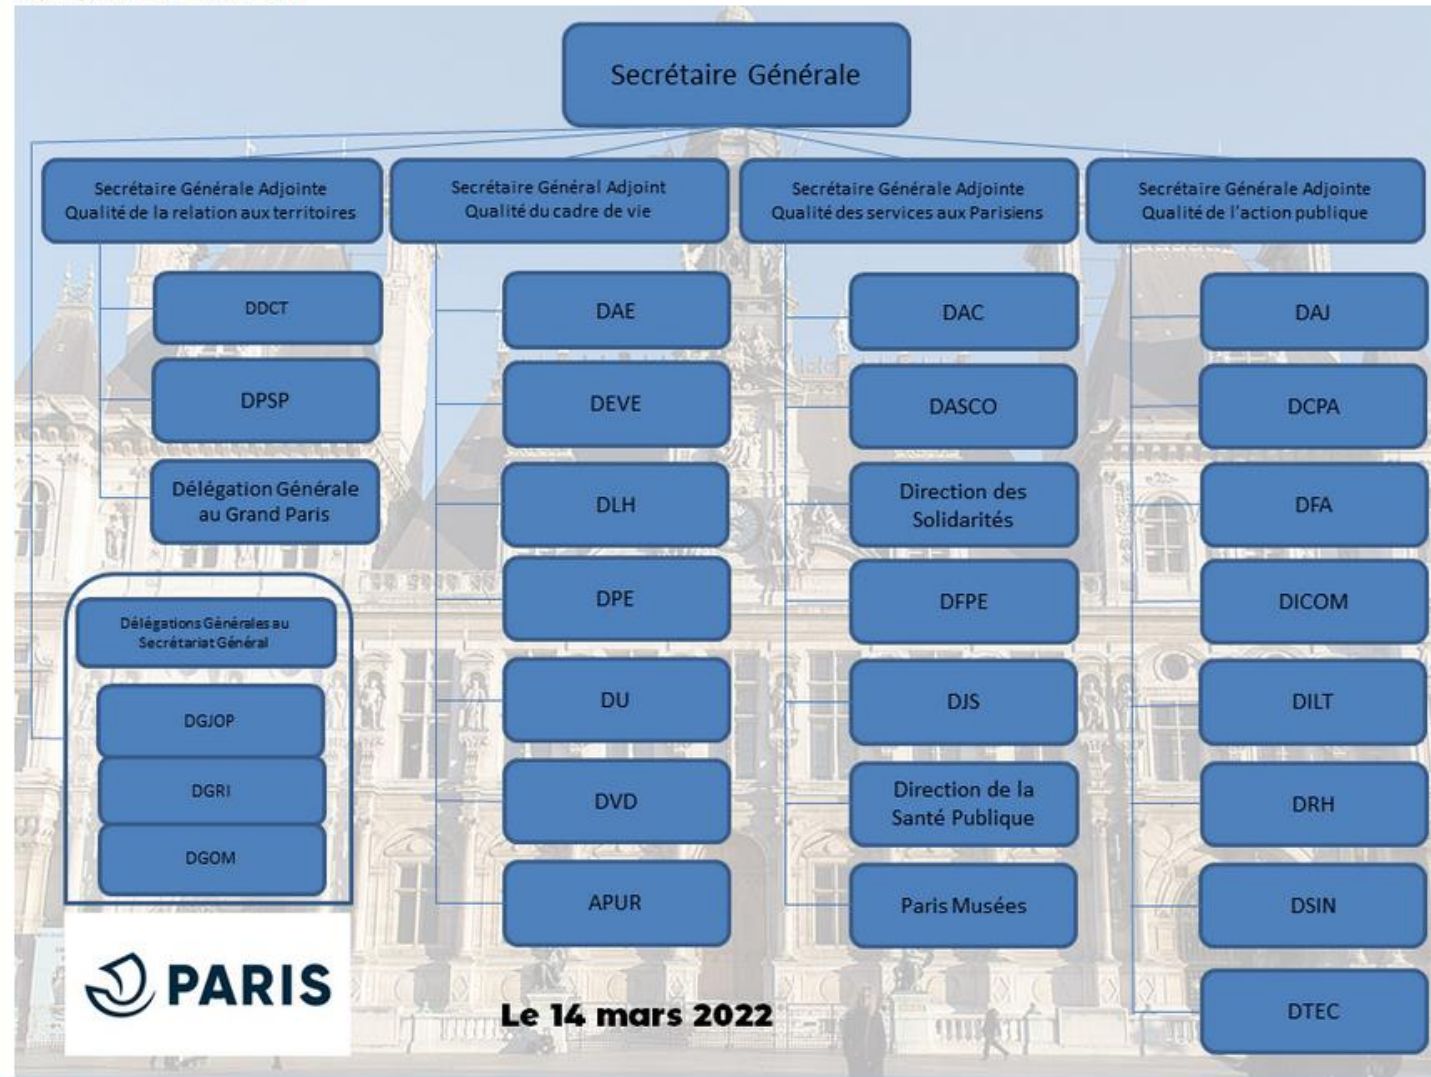 Secrétaire Générale
Secrétaire Générale Adjointe
Qualité de la relation aux territoires
DDCT
DPSP
Délégation Générale
au Grand Paris
Délégations Générales au
Secrétariat Général
DGJOP
DGRI
DGOM
Secrétaire Général Adjoint
Qualité du cadre de vie
DAE
DEVE
DLH
DPE
DU
DVD
APUR
Secrétaire Générale Adjointe
Qualité des services aux Parisiens
DAC
DASCO
Direction des
Solidarités
DFPE
DJS
Direction de la
Santé Publique
Paris Musées
Secrétaire Générale Adjointe
Qualité de l'action publique
DAJ
DCPA
DFA
DICOM
DILT
DRH
DSIN
DTEC
PARIS
Le 14 mars 2022